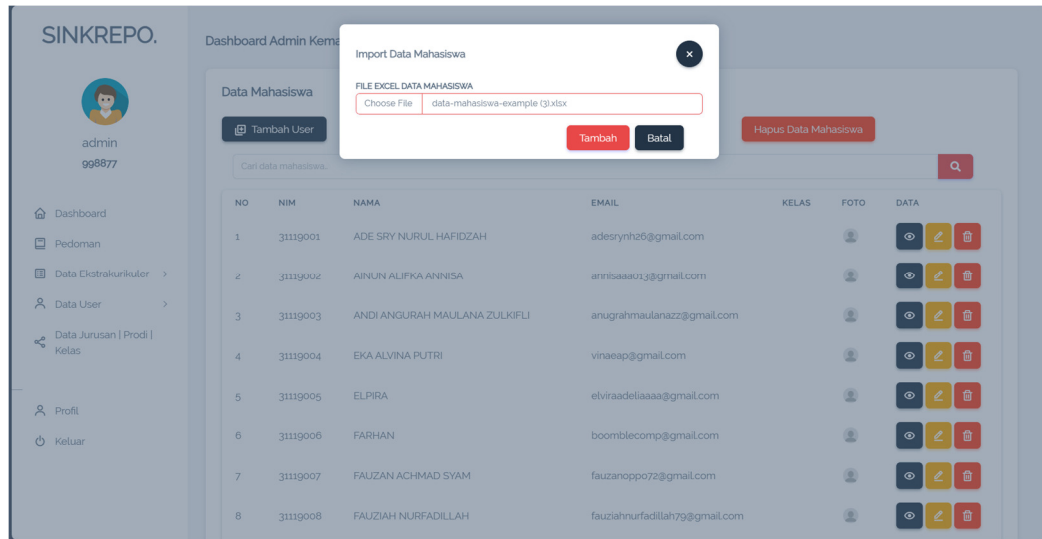 SINKREPO.
admin
998877
Dashboard
Pedoman
Data Ekstrakurikuler
Data User
Data Jurusan | Prodi |
Kelas
Profil
Keluar
Dashboard Admin Kema
Import Data Mahasiswa
FILE EXCEL DATA MAHASISWA
Choose File data-mahasiswa-example (3).xlsx
Tambah Batal
Data Mahasiswa
Tambah User
Hapus Data Mahasiswa
Cari data mahasiswa..
NO NIM NAMA EMAIL KELAS FOTO DATA
1 31119001 ADE SRY NURUL HAFIDZAH adesrynh26@gmail.com
2 31119002 AINUN ALIFKA ANNISA annisaaa013@gmail.com
3 31119003 ANDI ANGURAH MAULANA ZULKIFLI anugrahmaulanazz@gmail.com
4 31119004 EKA ALVINA PUTRI vinaeap@gmail.com
5 31119005 ELPIRA elviraadeliaaaa@gmail.com
6 31119006 FARHAN boomblecomp@gmail.com
7 31119007 FAUZAN ACHMAD SYAM fauzanoppo72@gmail.com
8 31119008 FAUZIAH NURFADILLAH fauziahnurfadillah79@gmail.com